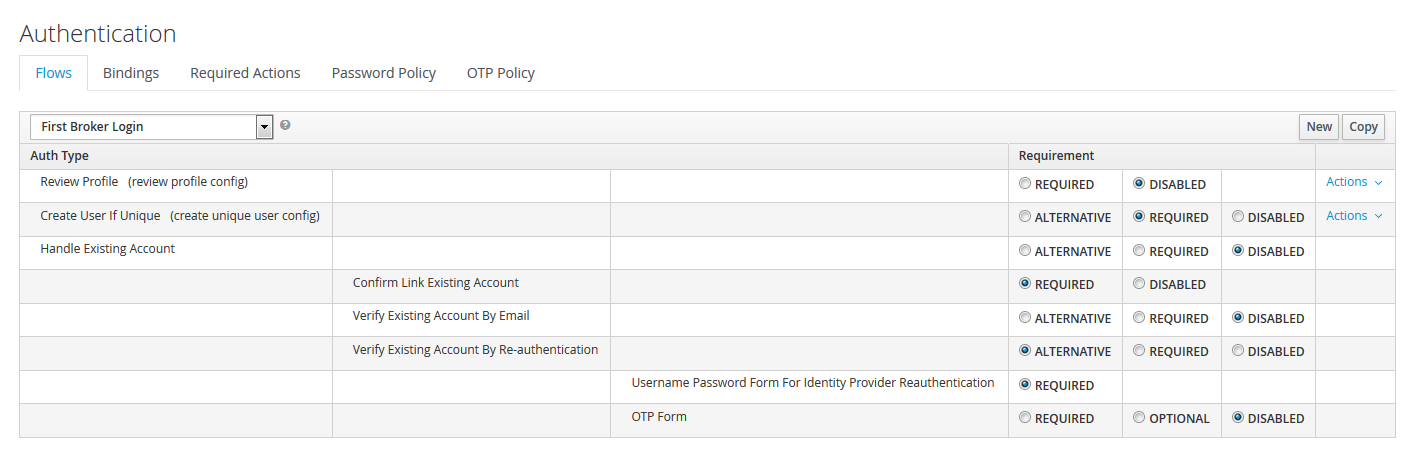 Authentication
Flows Bindings Required Actions Password Policy OTP Policy
First Broker Login ? New Copy
Auth Type Requirement
Review Profile (review profile config) REQUIRED DISABLED Actions
Create User If Unique (create unique user config) ALTERNATIVE REQUIRED DISABLED Actions
Handle Existing Account ALTERNATIVE REQUIRED DISABLED
Confirm Link Existing Account REQUIRED DISABLED
Verify Existing Account By Email ALTERNATIVE REQUIRED DISABLED
Verify Existing Account By Re-authentication ALTERNATIVE REQUIRED DISABLED
Username Password Form For Identity Provider Reauthentication REQUIRED
OTP Form REQUIRED OPTIONAL DISABLED